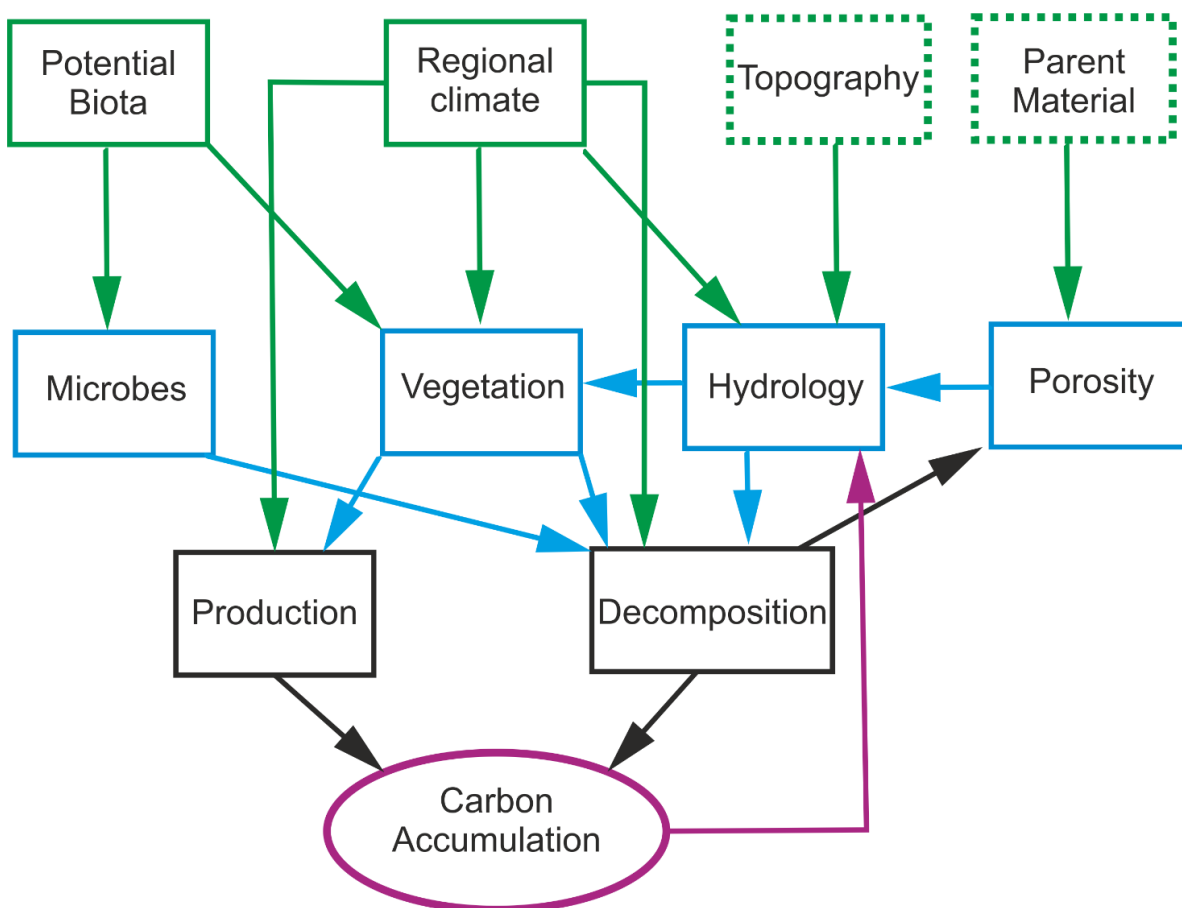 Potential
Biota
Regional
climate
Topography
Parent
Material
Microbes
Vegetation
Hydrology
Porosity
Production
Decomposition
Carbon
Accumulation